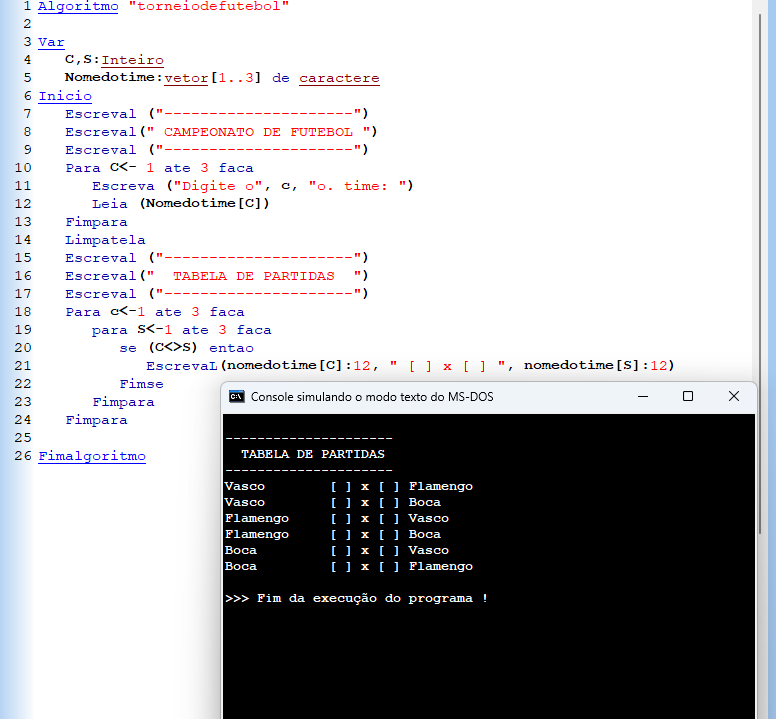 1 Algoritmo "torneiodefutebol"
2
3 Var
4 C,S:Inteiro
5 Nomedotime:vetor[1..3] de caractere
6 Inicio
7 Escreval ("---------------------")
8 Escreval(" CAMPEONATO DE FUTEBOL ")
9 Escreval ("---------------------")
10 Para C<- 1 ate 3 faca
11 Escreva ("Digite o", c, "o. time: ")
12 Leia (Nomedotime[C])
13 Fimpara
14 Limpatela
15 Escreval ("---------------------")
16 Escreval("  TABELA DE PARTIDAS  ")
17 Escreval ("---------------------")
18 Para c<-1 ate 3 faca
19 para S<-1 ate 3 faca
20 se (C<>S) entao
21 EscrevaL(nomedotime[C]:12, " [ ] x [ ] ", nomedotime[S]:12)
22 Fimse
23 Fimpara
24 Fimpara
25
26 Fimalgoritmo
Console simulando o modo texto do MS-DOS
---------------------
TABELA DE PARTIDAS
---------------------
Vasco [ ] x [ ] Flamengo
Vasco [ ] x [ ] Boca
Flamengo [ ] x [ ] Vasco
Flamengo [ ] x [ ] Boca
Boca [ ] x [ ] Vasco
Boca [ ] x [ ] Flamengo
>>> Fim da execução do programa !